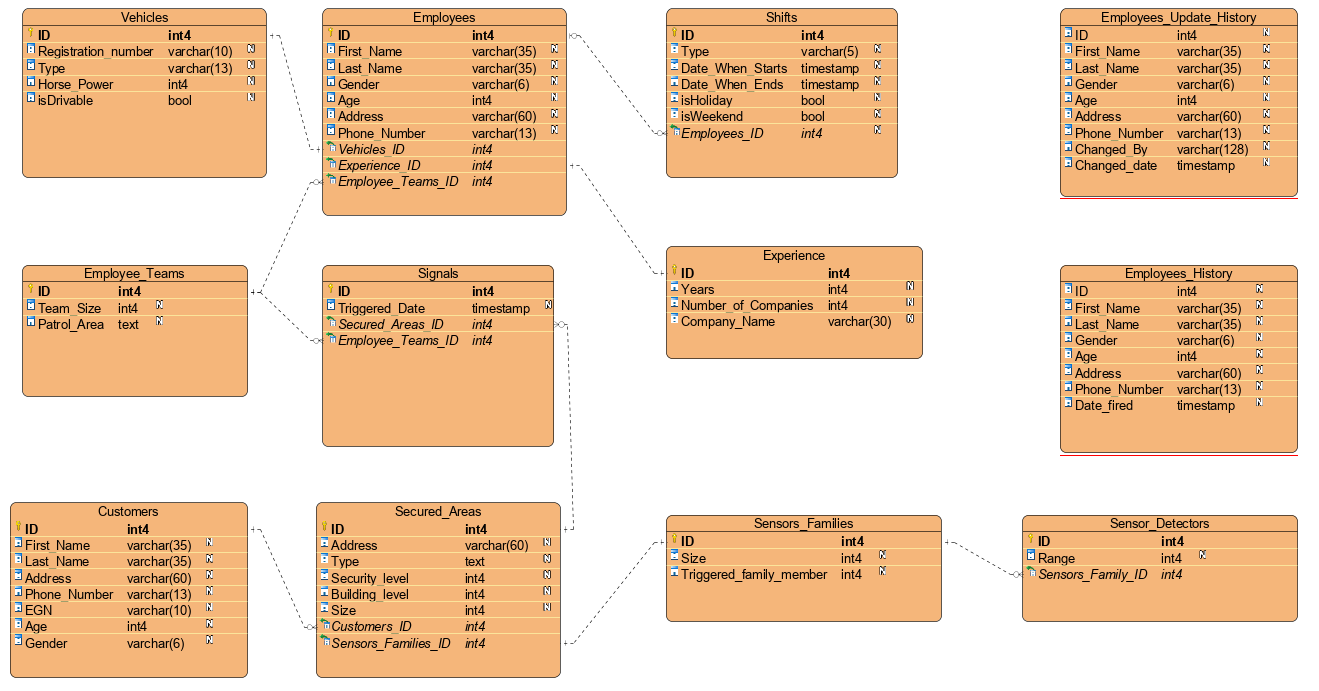 Vehicles
ID int4
Registration_number varchar(10) N
Type varchar(13) N
Horse_Power int4 N
isDrivable bool N
Employees
ID int4
First_Name varchar(35) N
Last_Name varchar(35) N
Gender varchar(6) N
Age int4 N
Address varchar(60) N
Phone_Number varchar(13) N
Vehicles_ID int4
Experience_ID int4
Employee_Teams_ID int4
Shifts
ID int4
Type varchar(5) N
Date_When_Starts timestamp N
Date_When_Ends timestamp N
isHoliday bool N
isWeekend bool N
Employees_ID int4 N
Employees_Update_History
ID int4 N
First_Name varchar(35) N
Last_Name varchar(35) N
Gender varchar(6) N
Age int4 N
Address varchar(60) N
Phone_Number varchar(13) N
Changed_By varchar(128) N
Changed_date timestamp N
Employee_Teams
ID int4
Team_Size int4 N
Patrol_Area text N
Signals
ID int4
Triggered_Date timestamp N
Secured_Areas_ID int4
Employee_Teams_ID int4
Experience
ID int4
Years int4 N
Number_of_Companies int4 N
Company_Name varchar(30) N
Employees_History
ID int4 N
First_Name varchar(35) N
Last_Name varchar(35) N
Gender varchar(6) N
Age int4 N
Address varchar(60) N
Phone_Number varchar(13) N
Date_fired timestamp N
Customers
ID int4
First_Name varchar(35) N
Last_Name varchar(35) N
Address varchar(60) N
Phone_Number varchar(13) N
EGN varchar(10) N
Age int4 N
Gender varchar(6) N
Secured_Areas
ID int4
Address varchar(60) N
Type text N
Security_level int4 N
Building_level int4 N
Size int4 N
Customers_ID int4
Sensors_Families_ID int4
Sensors_Families
ID int4
Size int4 N
Triggered_family_member int4 N
Sensor_Detectors
ID int4
Range int4 N
Sensors_Family_ID int4